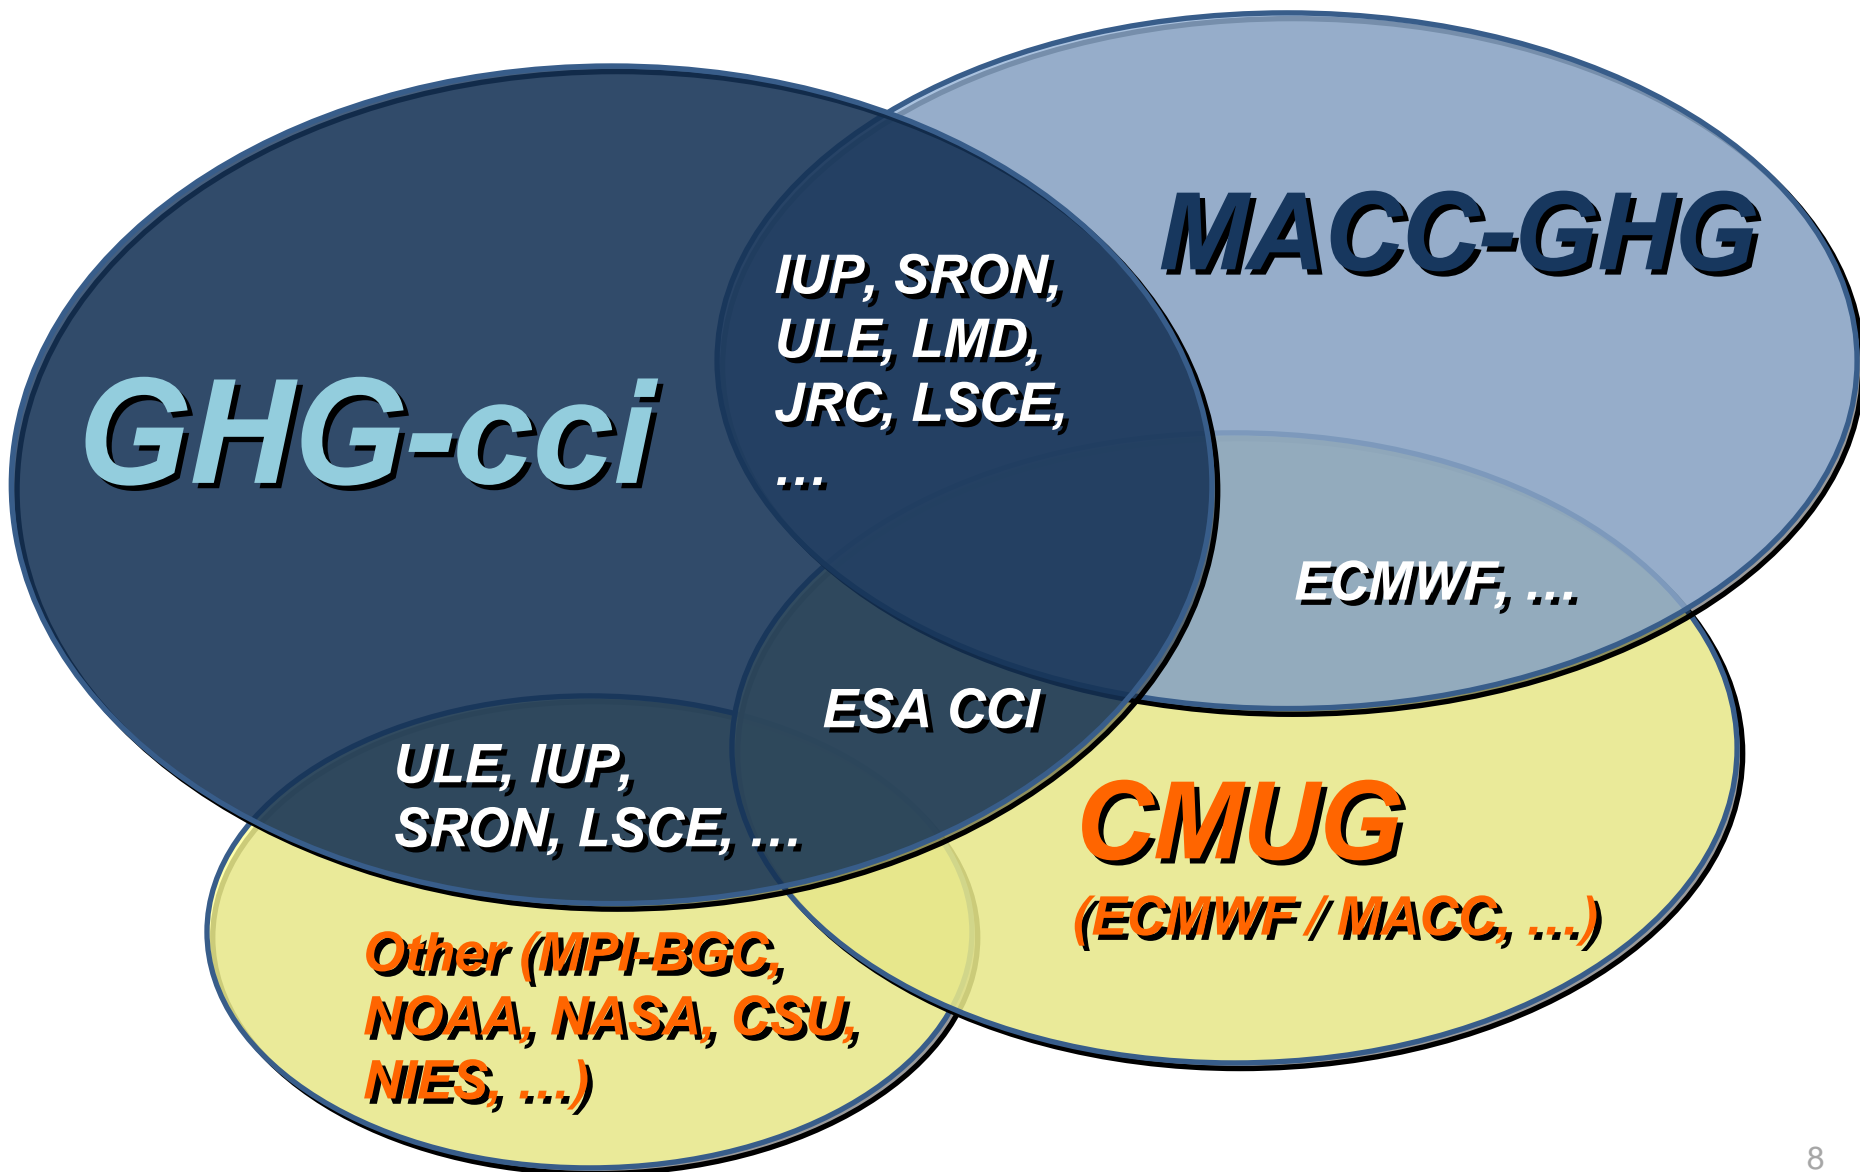 MACC-GHG
IUP, SRON,
ULE, LMD,
JRC, LSCE,
…
GHG-cci
ECMWF, …
ESA CCI
ULE, IUP,
SRON, LSCE, …
CMUG
(ECMWF / MACC, …)
Other (MPI-BGC,
NOAA, NASA, CSU,
NIES, …)
8